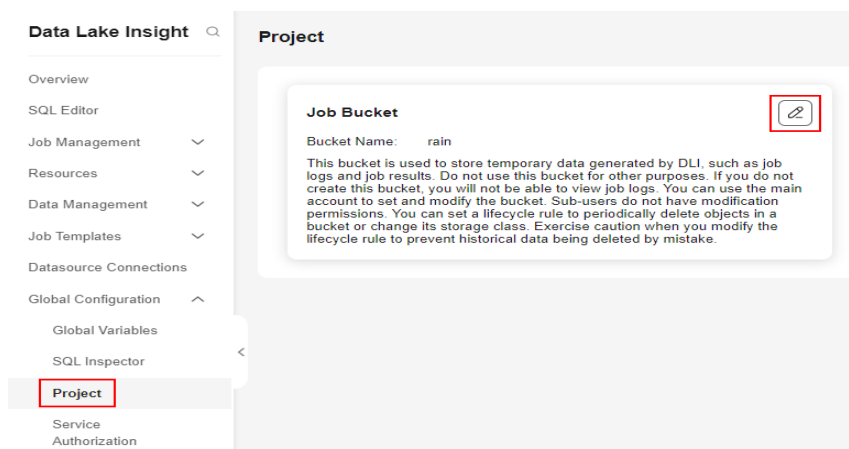 Data Lake Insight
Overview
SQL Editor
Job Management
Resources
Data Management
Job Templates
Datasource Connections
Global Configuration
Global Variables
SQL Inspector
Project
Service
Authorization
Project
Job Bucket
Bucket Name: rain
This bucket is used to store temporary data generated by DLI, such as job
logs and job results. Do not use this bucket for other purposes. If you do not
create this bucket, you will not be able to view job logs. You can use the main
account to set and modify the bucket. Sub-users do not have modification
permissions. You can set a lifecycle rule to periodically delete objects in a
bucket or change its storage class. Exercise caution when you modify the
lifecycle rule to prevent historical data being deleted by mistake.